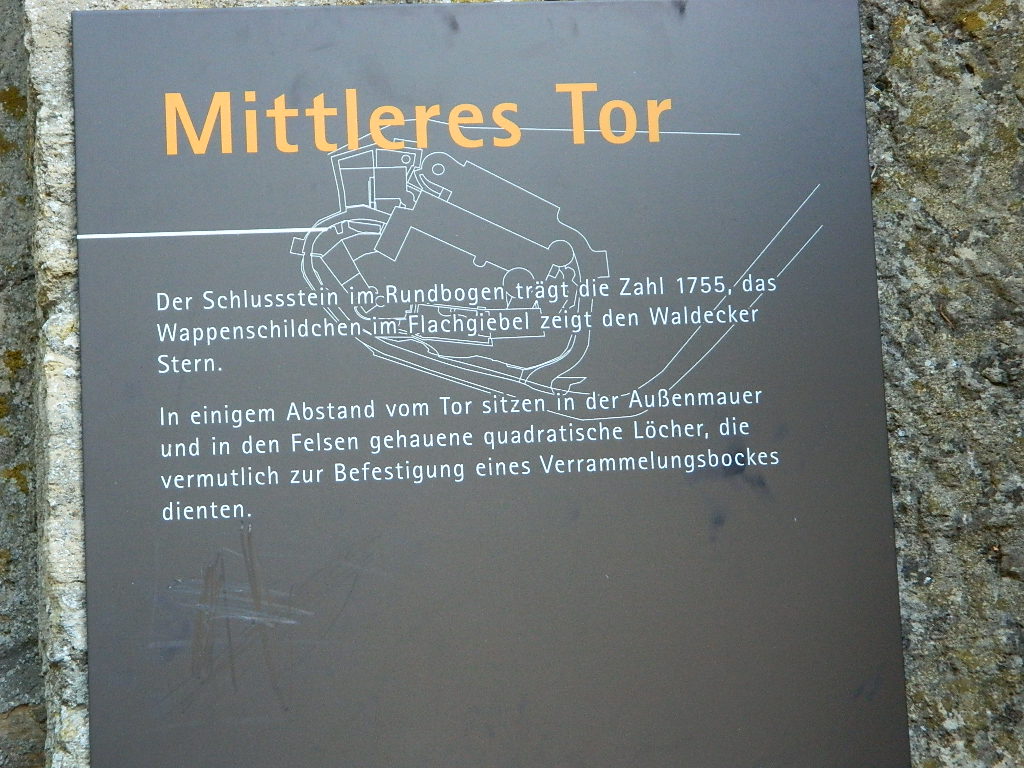 Mittleres Tor
Der Schlussstein im Rundbogen trägt die Zahl 1755, das
Wappenschildchen im Flachgiebel zeigt den Waldecker
Stern.
In einigem Abstand vom Tor sitzen in der Außenmauer
und in den Felsen gehauene quadratische Löcher, die
vermutlich zur Befestigung eines Verrammelungsbockes
dienten.